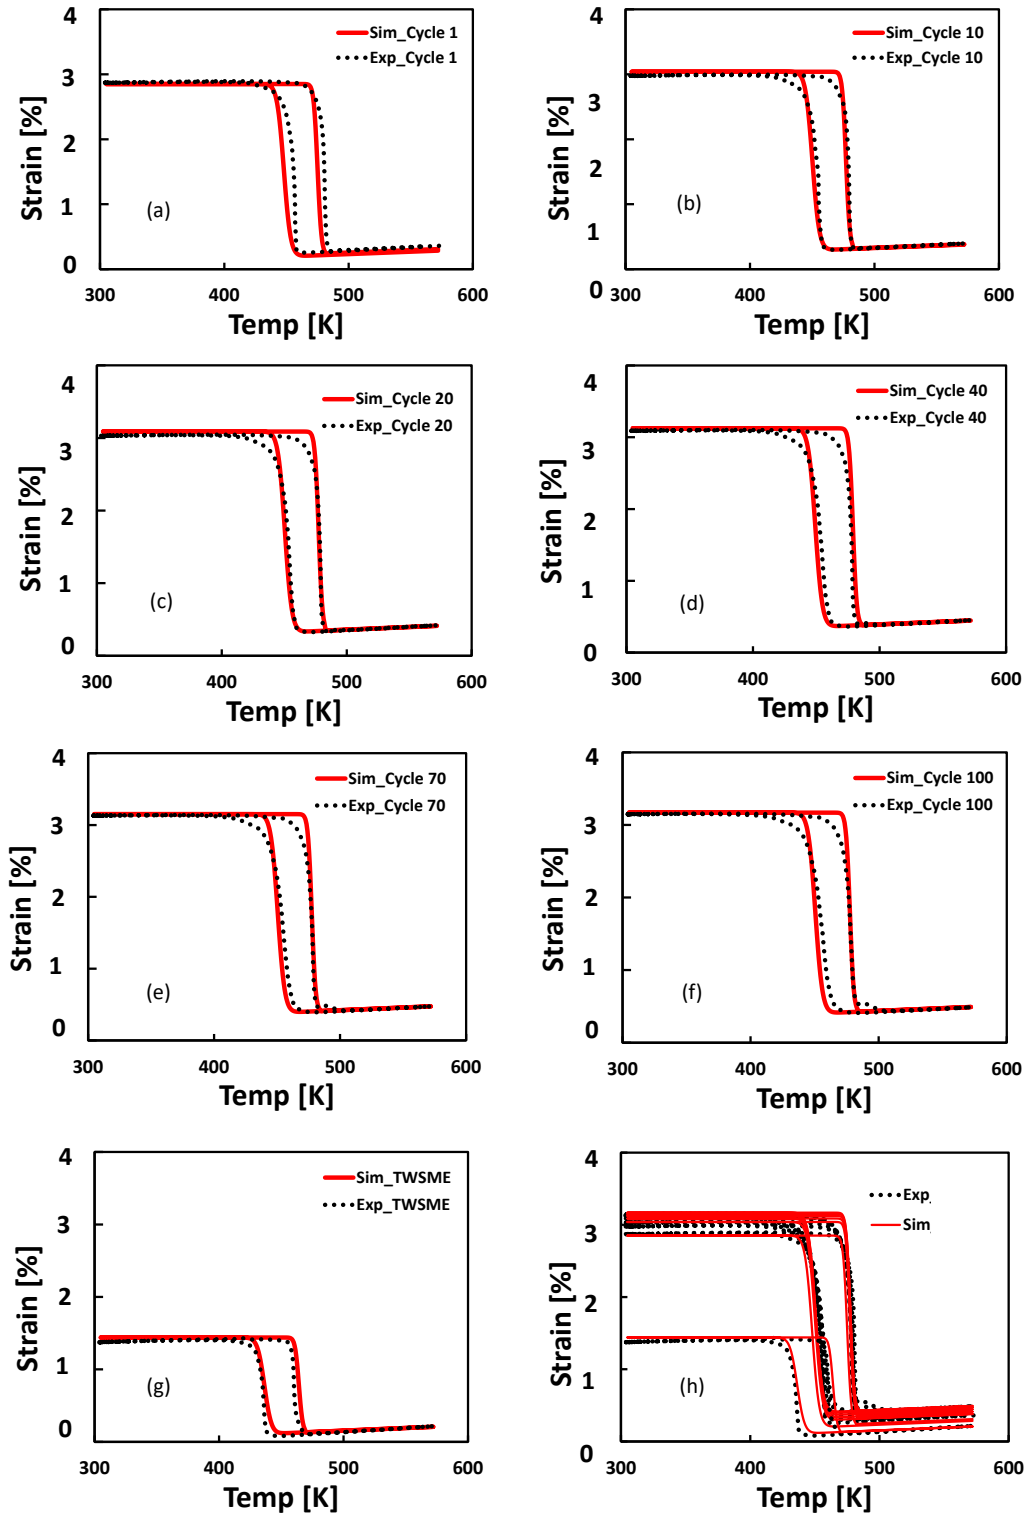 4
3
2
1
0
Strain [%]
Sim_Cycle 1
Exp_Cycle 1
(a)
300 400 500 600
Temp [K]
4
3
2
1
0
Strain [%]
Sim_Cycle 10
Exp_Cycle 10
(b)
300 400 500 600
Temp [K]
4
3
2
1
0
Strain [%]
Sim_Cycle 20
Exp_Cycle 20
(c)
300 400 500 600
Temp [K]
4
3
2
1
0
Strain [%]
Sim_Cycle 40
Exp_Cycle 40
(d)
300 400 500 600
Temp [K]
4
3
2
1
0
Strain [%]
Sim_Cycle 70
Exp_Cycle 70
(e)
300 400 500 600
Temp [K]
4
3
2
1
0
Strain [%]
Sim_Cycle 100
Exp_Cycle 100
(f)
300 400 500 600
Temp [K]
4
3
2
1
0
Strain [%]
Sim_TWSME
Exp_TWSME
(g)
300 400 500 600
Temp [K]
4
3
2
1
0
Strain [%]
Exp_
Sim_
(h)
300 400 500 600
Temp [K]